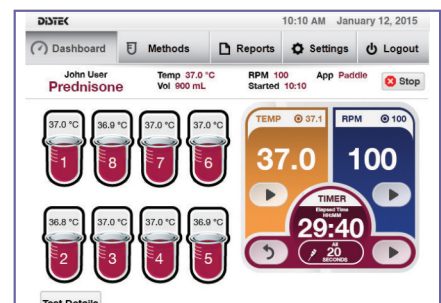 DISTEK 10:10 AM January 12, 2015
Dashboard Methods Reports Settings Logout
John User Temp 37.0 °C RPM 100 App Paddle
Prednisone Vol 900 mL Started 10:10 Stop
37.0 °C 36.9 °C 37.0 °C 37.0 °C
1 8 7 6
36.8 °C 37.0 °C 37.0 °C 36.9 °C
2 3 4 5
TEMP 37.1 RPM 100
37.0 100
TIMER
Elapsed Time
HH:MM
29:40
All
20
SECONDS
Test Details